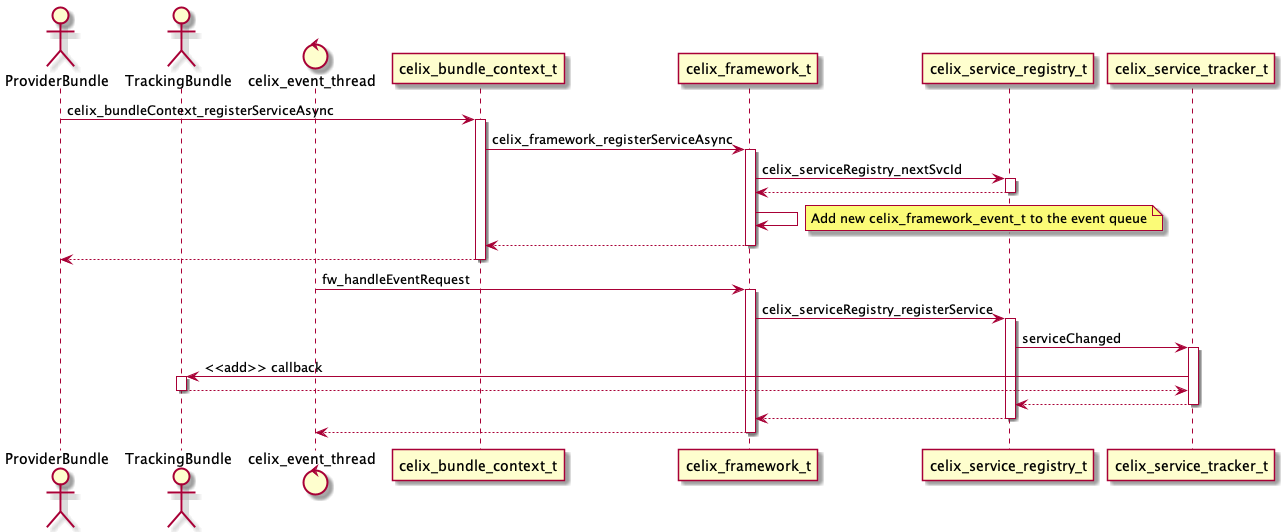 ProviderBundle
TrackingBundle
celix_event_thread
celix_bundle_context_t
celix_framework_t
celix_service_registry_t
celix_service_tracker_t
celix_bundleContext_registerServiceAsync
celix_framework_registerServiceAsync
celix_serviceRegistry_nextSvcId
Add new celix_framework_event_t to the event queue
fw_handleEventRequest
celix_serviceRegistry_registerService
serviceChanged
<<add>> callback
ProviderBundle
TrackingBundle
celix_event_thread
celix_bundle_context_t
celix_framework_t
celix_service_registry_t
celix_service_tracker_t